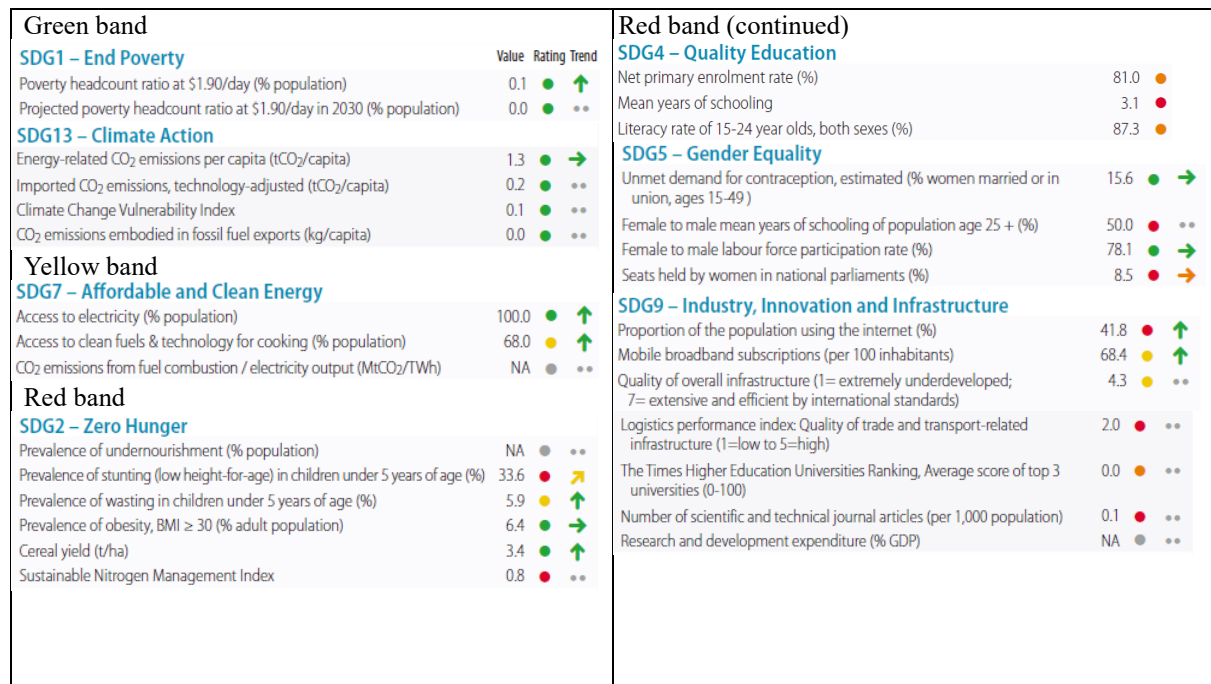 Green band
SDG1 – End Poverty Value Rating Trend
Poverty headcount ratio at $1.90/day (% population) 0.1
Projected poverty headcount ratio at $1.90/day in 2030 (% population) 0.0
SDG13 – Climate Action
Energy-related CO2 emissions per capita (tCO2/capita) 1.3
Imported CO2 emissions, technology-adjusted (tCO2/capita) 0.2
Climate Change Vulnerability Index 0.1
CO2 emissions embodied in fossil fuel exports (kg/capita) 0.0
Yellow band
SDG7 – Affordable and Clean Energy
Access to electricity (% population) 100.0
Access to clean fuels & technology for cooking (% population) 68.0
CO2 emissions from fuel combustion / electricity output (MtCO2/TWh) NA
Red band
SDG2 – Zero Hunger
Prevalence of undernourishment (% population) NA
Prevalence of stunting (low height-for-age) in children under 5 years of age (%) 33.6
Prevalence of wasting in children under 5 years of age (%) 5.9
Prevalence of obesity, BMI ≥ 30 (% adult population) 6.4
Cereal yield (t/ha) 3.4
Sustainable Nitrogen Management Index 0.8
Red band (continued)
SDG4 – Quality Education
Net primary enrolment rate (%) 81.0
Mean years of schooling 3.1
Literacy rate of 15-24 year olds, both sexes (%) 87.3
SDG5 – Gender Equality
Unmet demand for contraception, estimated (% women married or in 15.6
union, ages 15-49 )
Female to male mean years of schooling of population age 25 + (%) 50.0
Female to male labour force participation rate (%) 78.1
Seats held by women in national parliaments (%) 8.5
SDG9 – Industry, Innovation and Infrastructure
Proportion of the population using the internet (%) 41.8
Mobile broadband subscriptions (per 100 inhabitants) 68.4
Quality of overall infrastructure (1= extremely underdeveloped; 4.3
7= extensive and efficient by international standards)
Logistics performance index: Quality of trade and transport-related 2.0
infrastructure (1=low to 5=high)
The Times Higher Education Universities Ranking, Average score of top 3 0.0
universities (0-100)
Number of scientific and technical journal articles (per 1,000 population) 0.1
Research and development expenditure (% GDP) NA